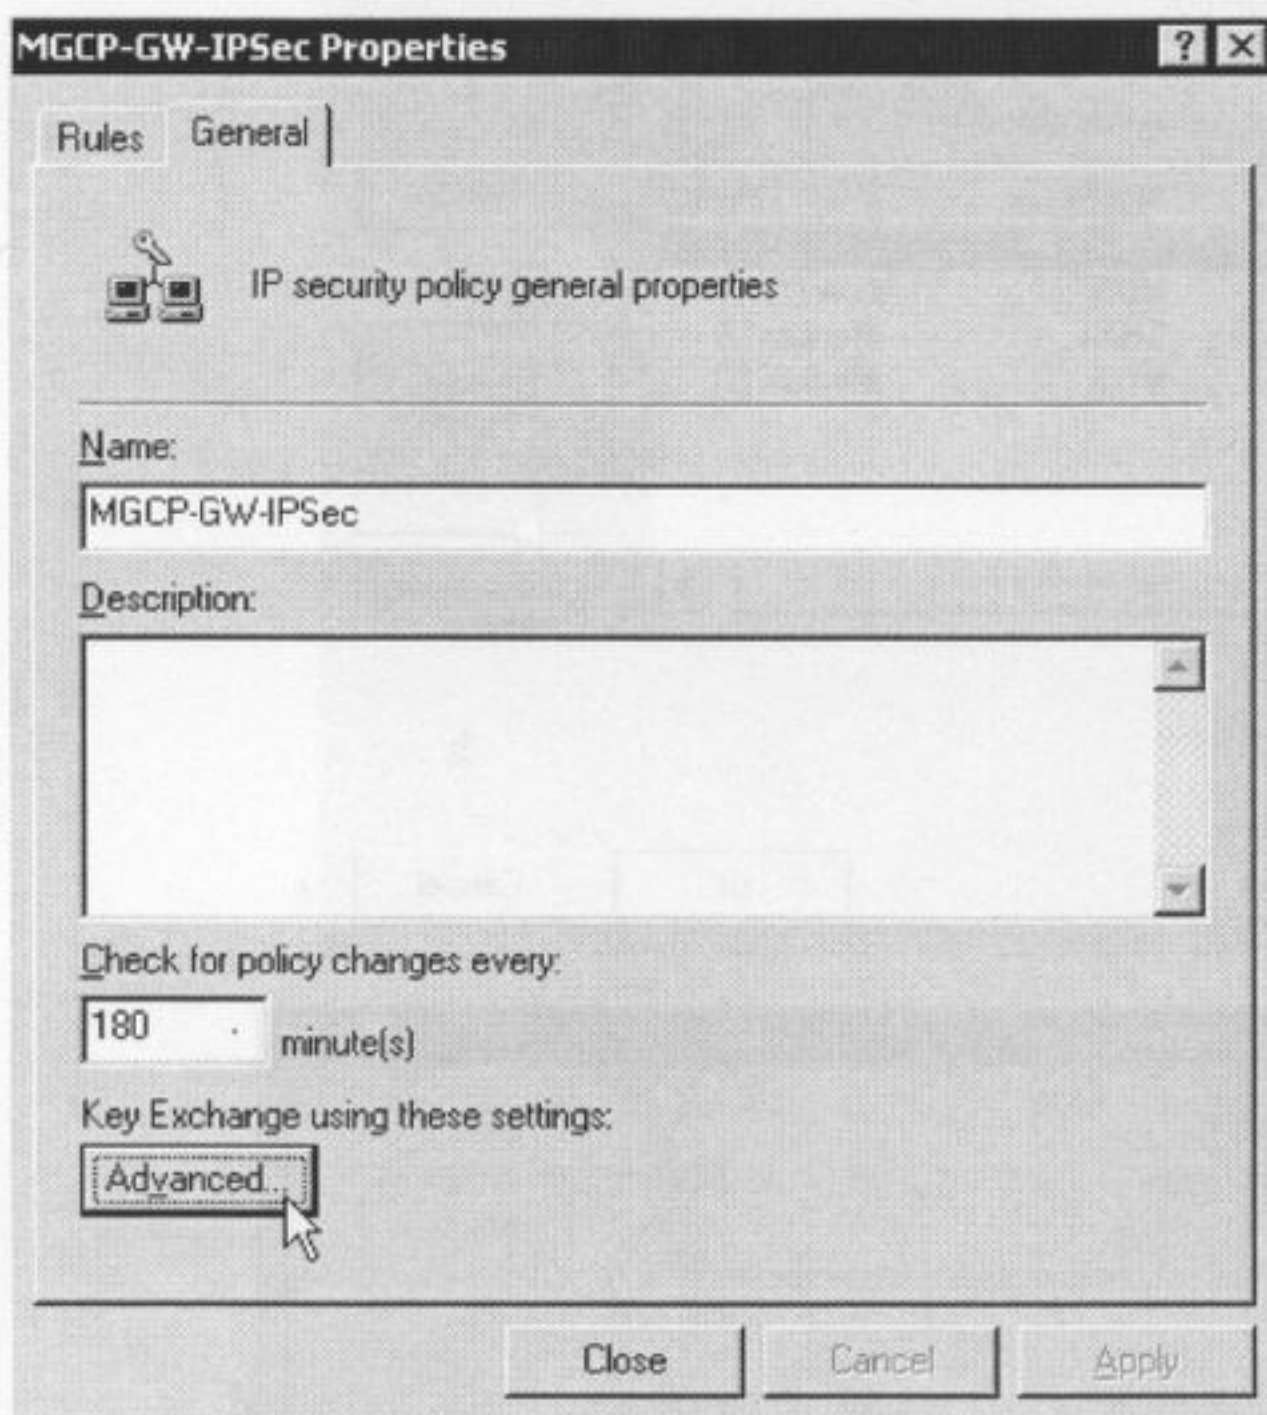 MGCP-GW-IPSec Properties
Rules General
IP security policy general properties
Name:
MGCP-GW-IPSec
Description:
Check for policy changes every:
180 minute(s)
Key Exchange using these settings:
Advanced...
Close Cancel Apply